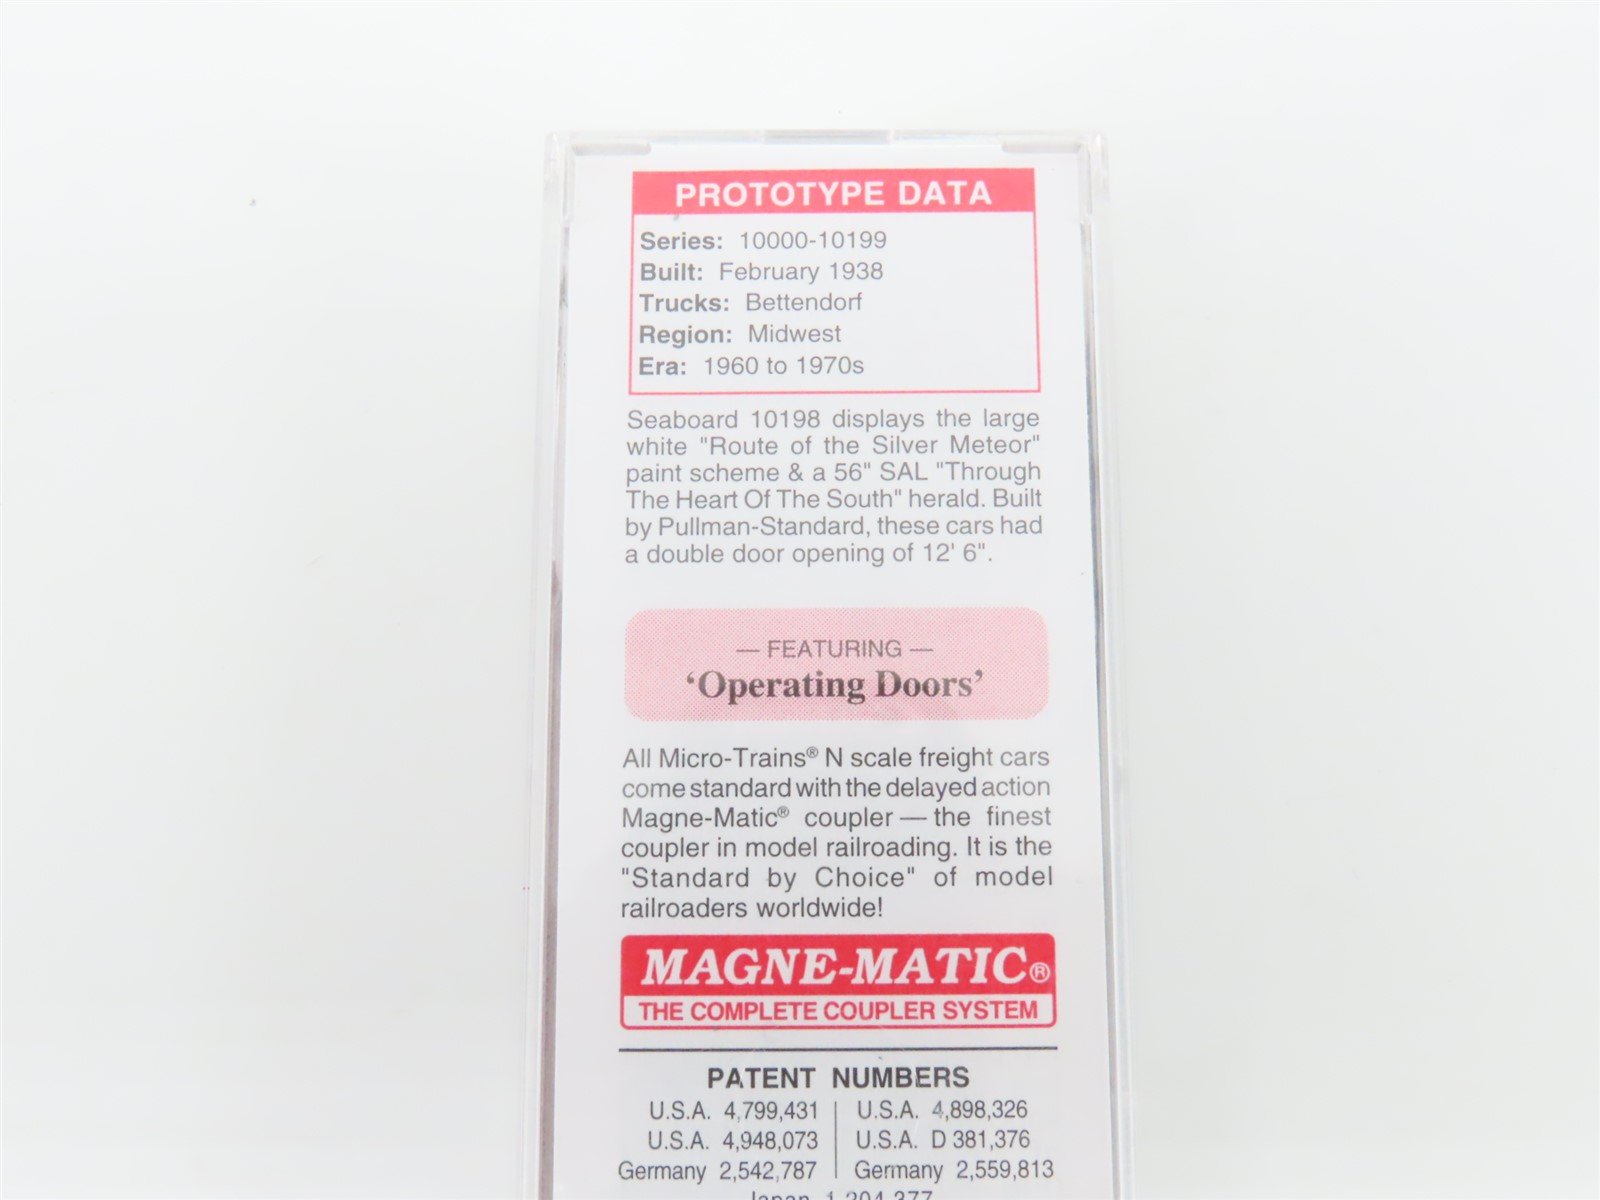 PROTOTYPE DATA
Series: 10000-10199
Built: February 1938
Trucks: Bettendorf
Region: Midwest
Era: 1960 to 1970s
Seaboard 10198 displays the large
white "Route of the Silver Meteor"
paint scheme & a 56" SAL "Through
The Heart Of The South" herald. Built
by Pullman-Standard, these cars had
a double door opening of 12' 6".
— FEATURING —
‘Operating Doors’
All Micro-Trains® N scale freight cars
come standard with the delayed action
Magne-Matic® coupler — the finest
coupler in model railroading. It is the
"Standard by Choice" of model
railroaders worldwide!
MAGNE-MATIC®
THE COMPLETE COUPLER SYSTEM
PATENT NUMBERS
U.S.A. 4,799,431 | U.S.A. 4,898,326
U.S.A. 4,948,073 | U.S.A. D 381,376
Germany 2,542,787 | Germany 2,559,813
Japan 1,204,377